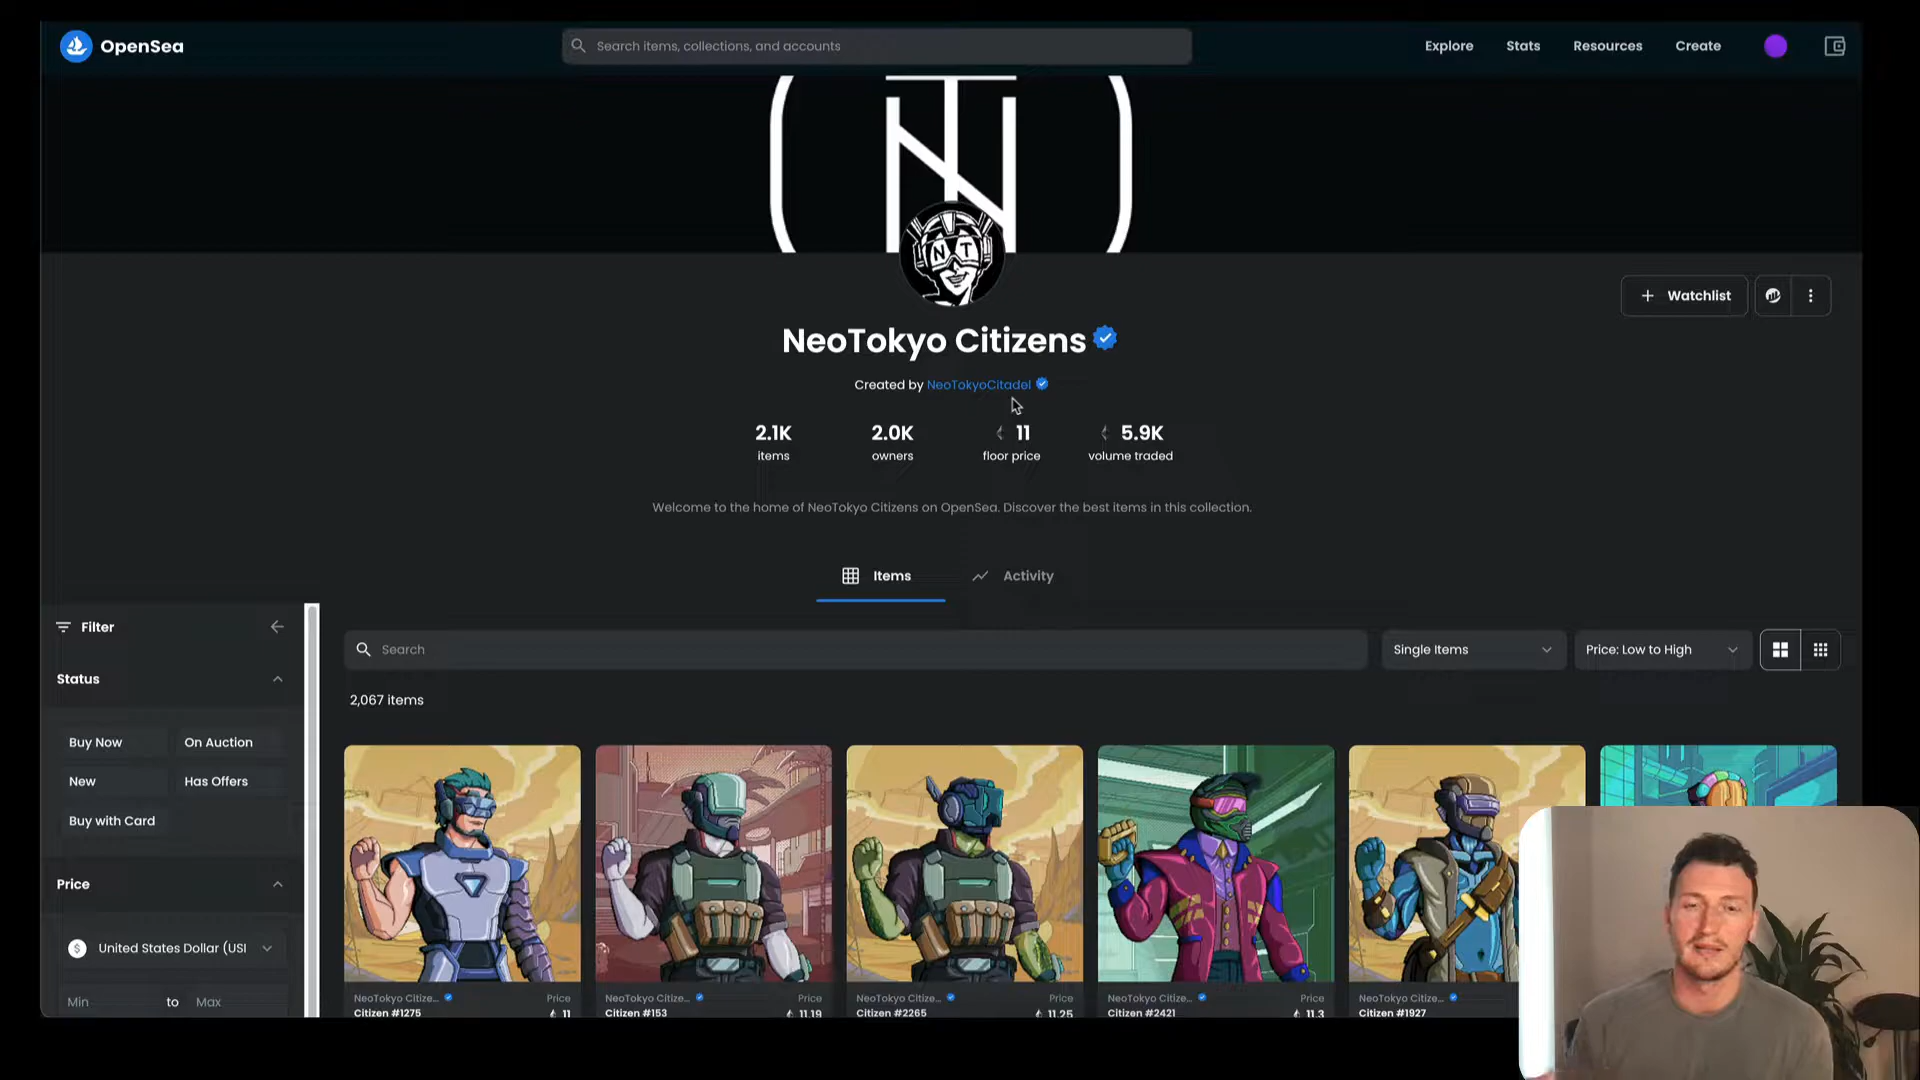 OpenSea
Search items, collections, and accounts
Explore
Stats
Resources
Create
NT
N T
Watchlist
NeoTokyo Citizens
Created by NeoTokyoCitadel
2.1K
2.0K
11
5.9K
items
owners
floor price
volume traded
Welcome to the home of NeoTokyo Citizens on OpenSea. Discover the best items in this collection.
Items
Activity
Filter
Search
Single Items
Price: Low to High
Status
2,067 items
Buy Now
On Auction
New
Has Offers
Buy with Card
Price
$ United States Dollar (USI
Min
to
Max
NeoTokyo Citize...
Price
Citizen #1275
11
NeoTokyo Citize...
Price
Citizen #153
11.19
NeoTokyo Citize...
Price
Citizen #2265
11.25
NeoTokyo Citize...
Price
Citizen #2421
11.3
NeoTokyo Citize...
Citizen #1927